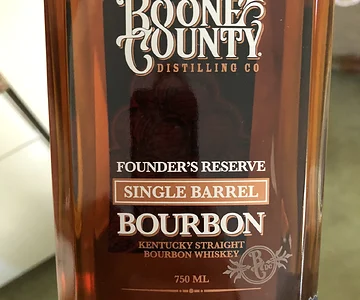 BOONE
COUNTY
DISTILLING CO
FOUNDER'S RESERVE
SINGLE BARREL
BOURBON
KENTUCKY STRAIGHT
BOURBON WHISKEY
750 ML